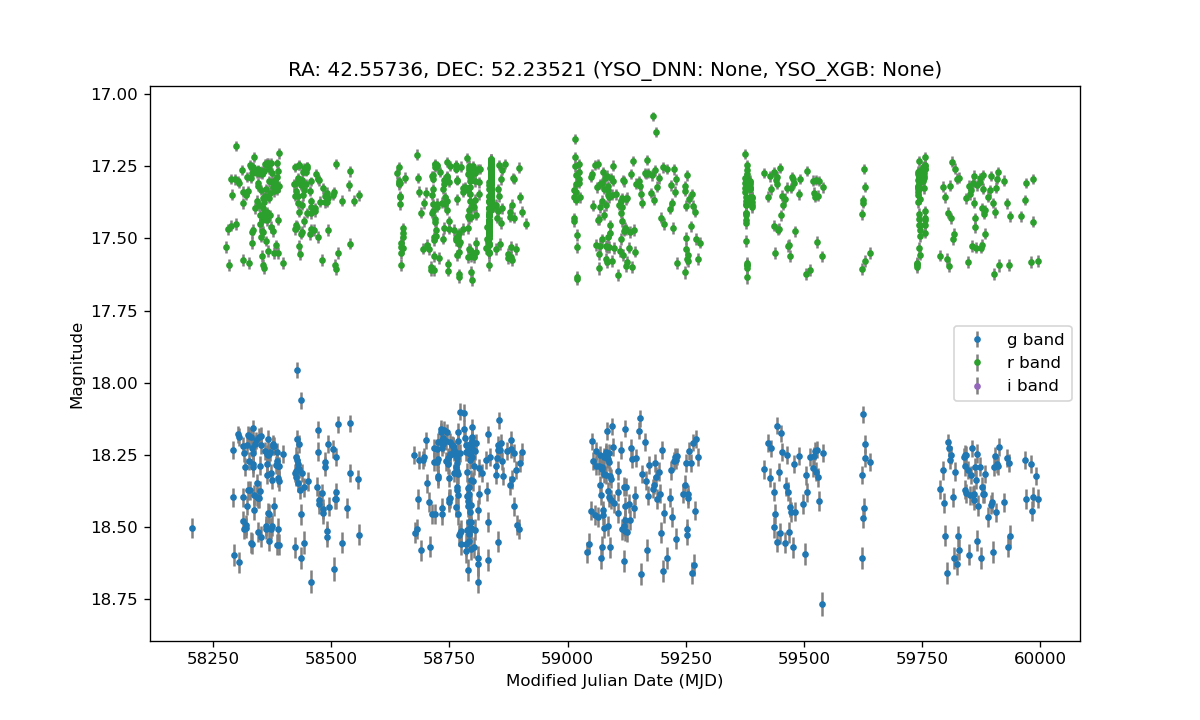 RA: 42.55736, DEC: 52.23521 (YSO_DNN: None, YSO_XGB: None)
17.00
17.25
17.50
17.75
18.00
18.25
18.50
18.75
Magnitude
g band
r band
i band
58250
58500
58750
59000
59250
59500
59750
60000
Modified Julian Date (MJD)